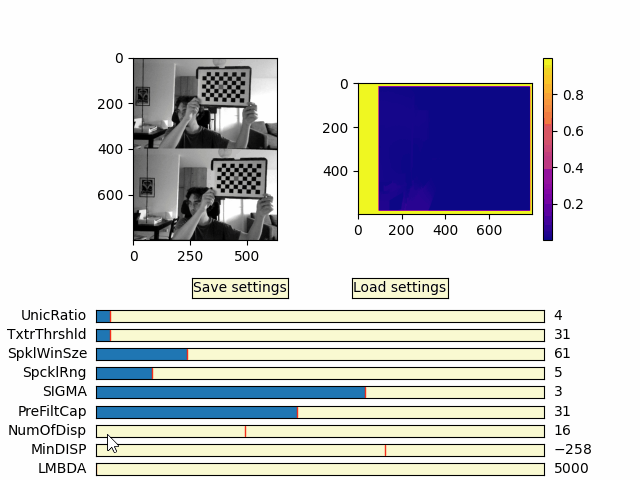 0
200
400
600
0 250 500
0
200
400
0 200 400 600
0.8
0.6
0.4
0.2
Save settings Load settings
UnicRatio 4
TxtrThrshld 31
SpklWinSze 61
SpcklRng 5
SIGMA 3
PreFiltCap 31
NumOfDisp 16
MinDISP −258
LMBDA 5000